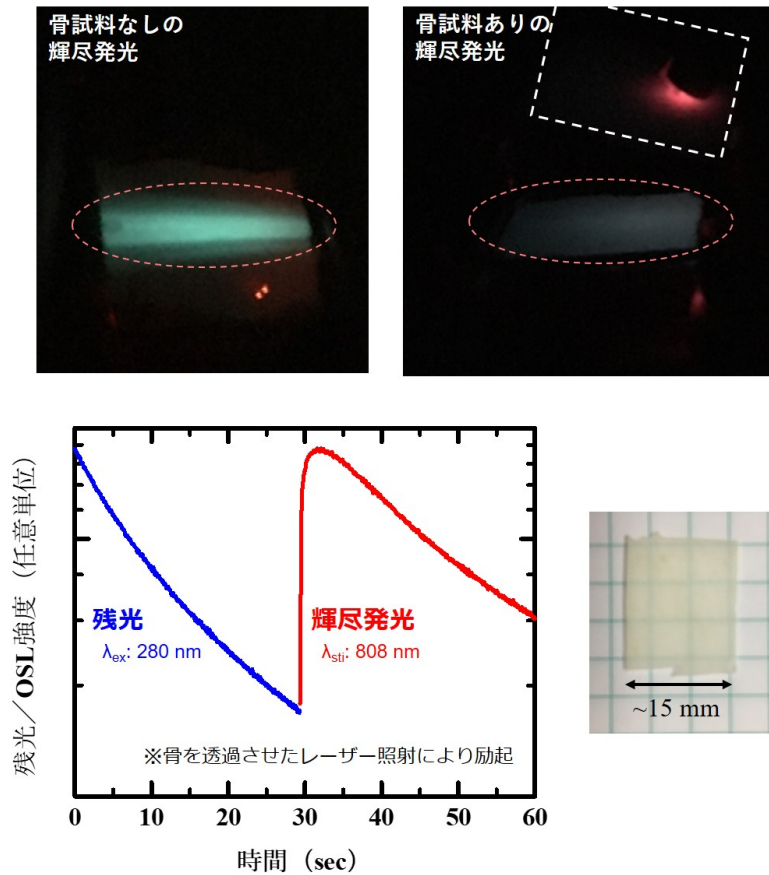 骨試料なしの
輝尽発光
骨試料ありの
輝尽発光
残光／OSL強度（任意単位）
残光
λex: 280 nm
輝尽発光
λsti: 808 nm
※骨を透過させたレーザー照射により励起
0 10 20 30 40 50 60
時間（sec）
~15 mm